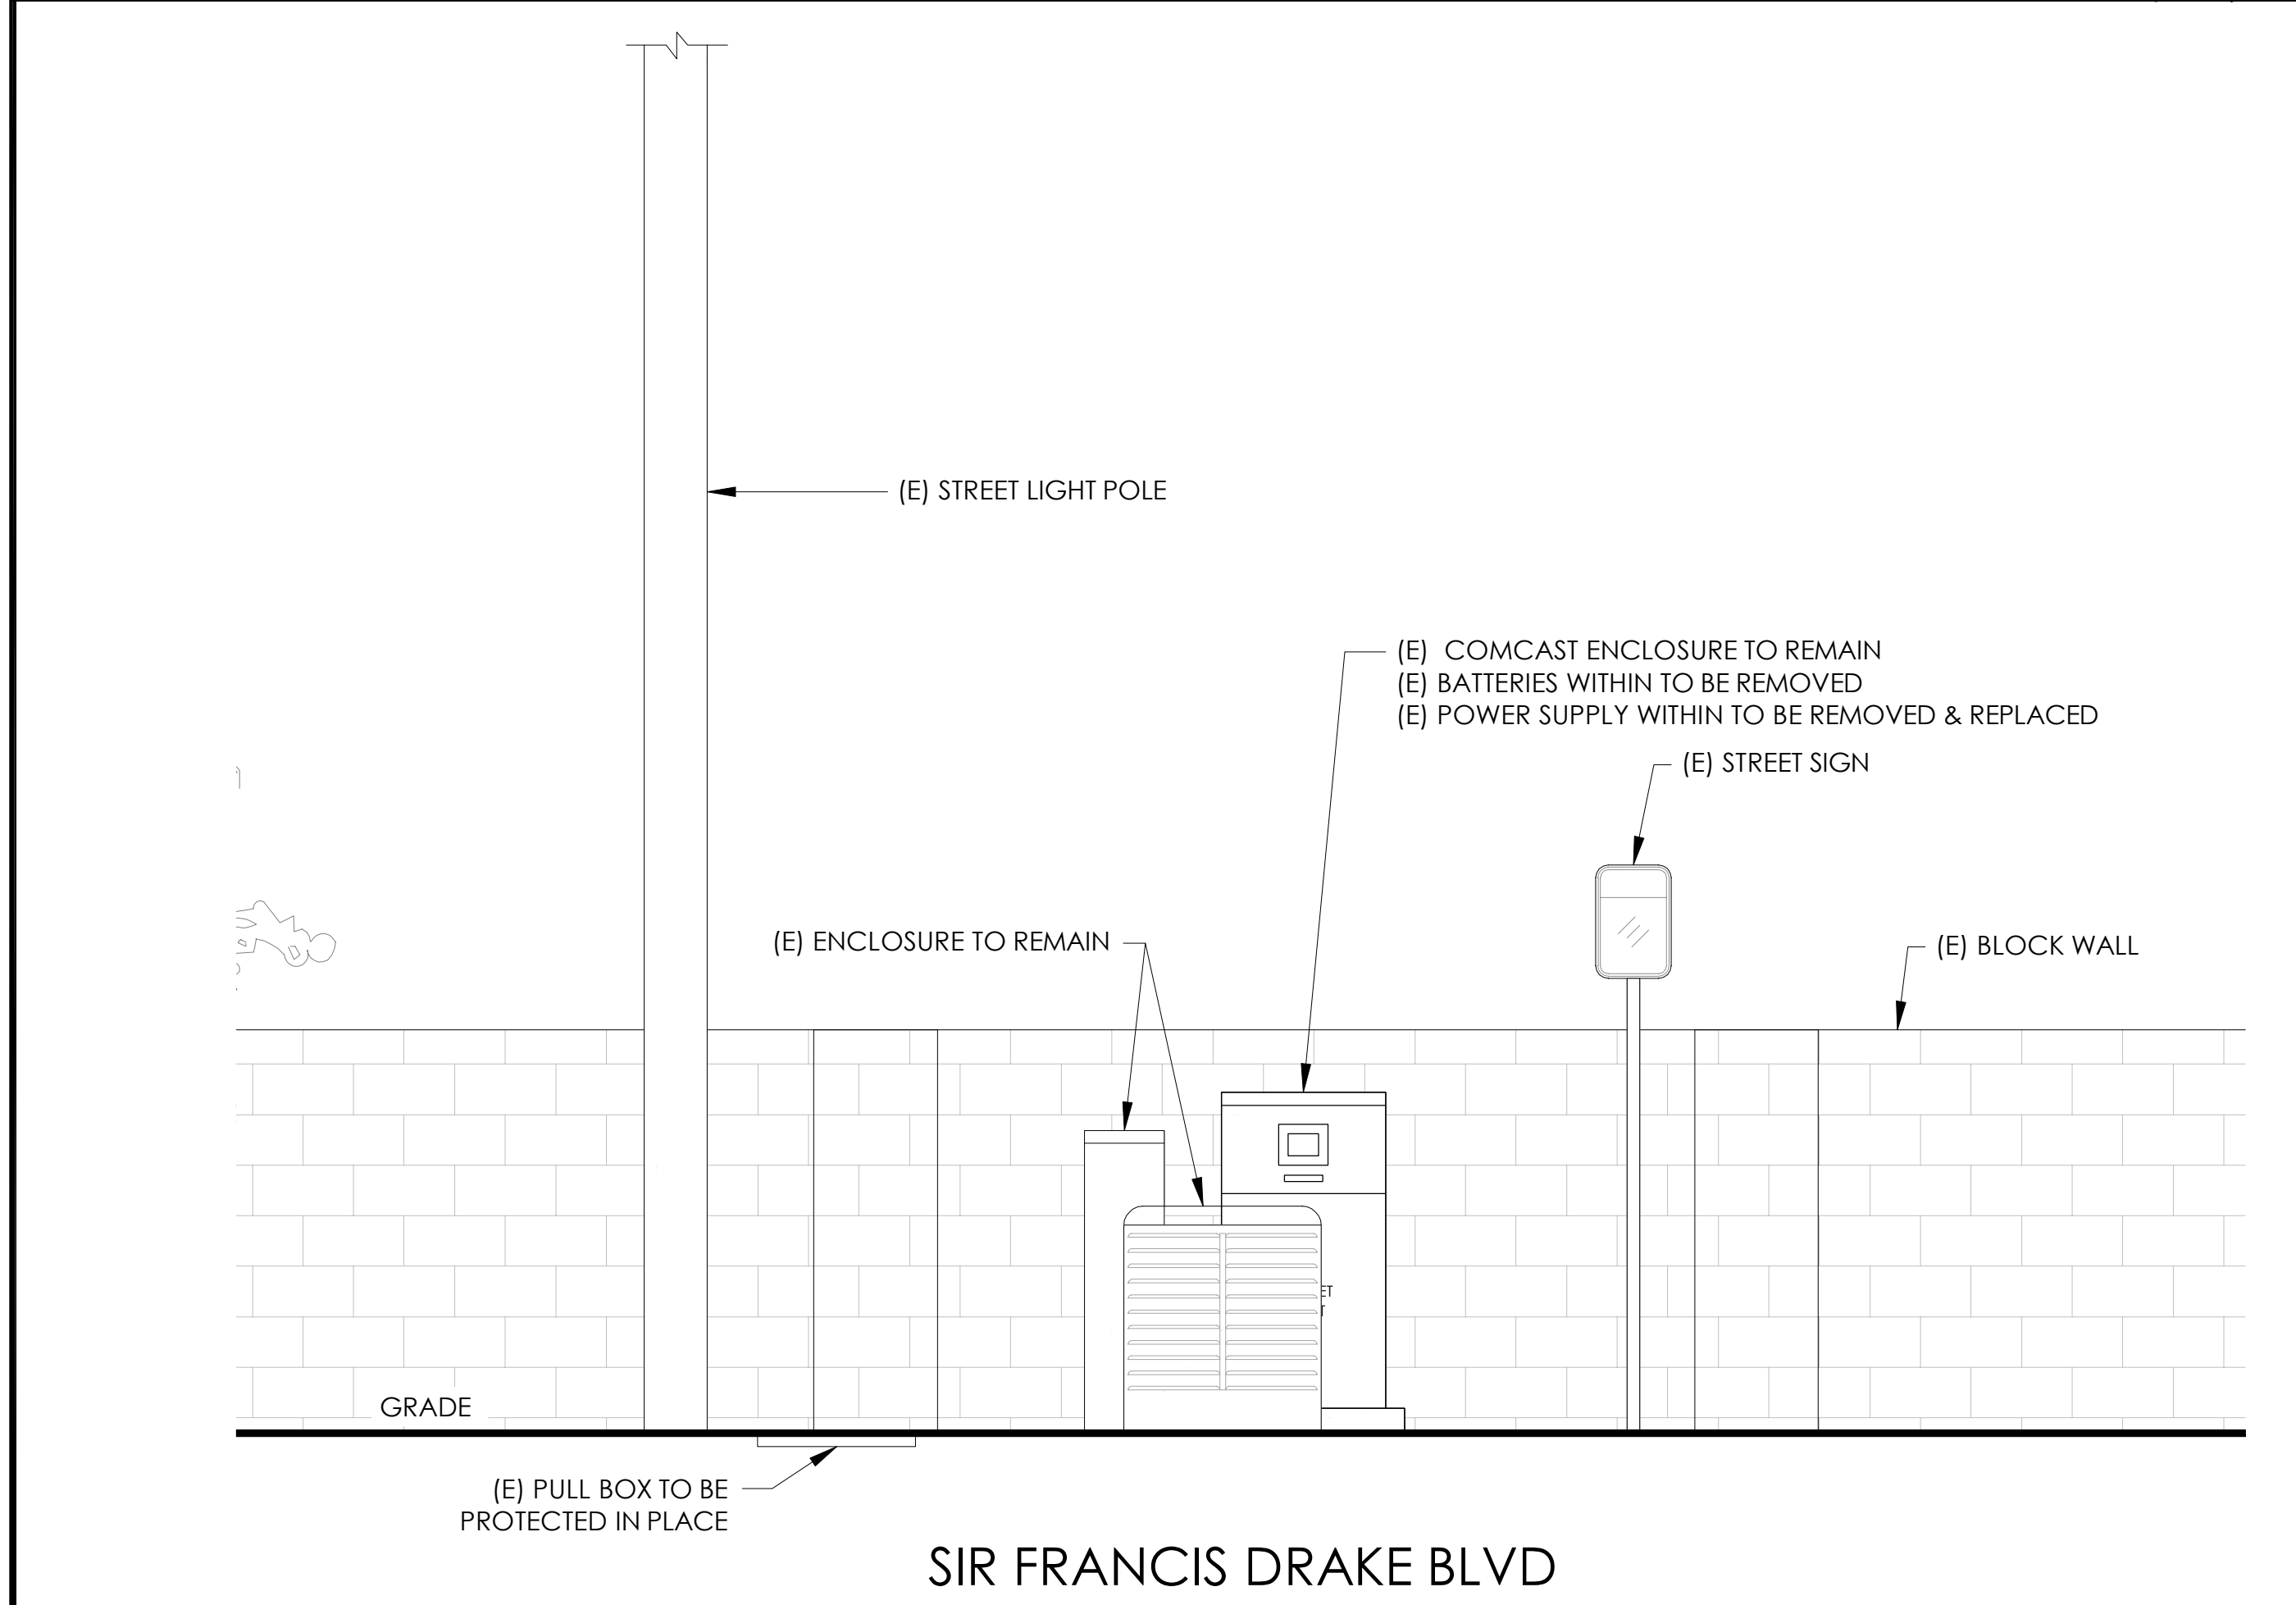 (E) STREET LIGHT POLE
(E) COMCAST ENCLOSURE TO REMAIN
(E) BATTERIES WITHIN TO BE REMOVED
(E) POWER SUPPLY WITHIN TO BE REMOVED & REPLACED
(E) STREET SIGN
(E) ENCLOSURE TO REMAIN
(E) BLOCK WALL
GRADE
(E) PULL BOX TO BE
PROTECTED IN PLACE
SIR FRANCIS DRAKE BLVD